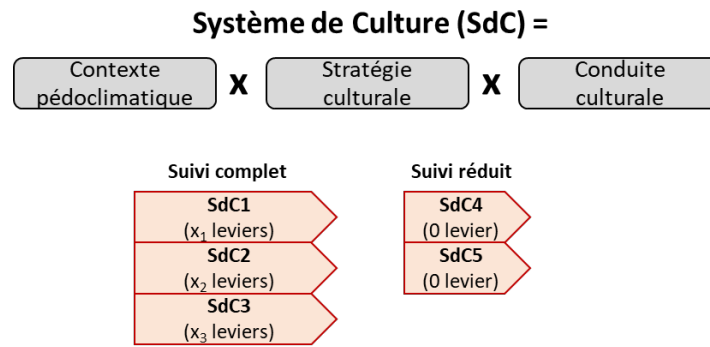 Système de Culture (SdC) =
Contexte
pédoclimatique
X
Stratégie
culturale
X
Conduite
culturale
Suivi complet
SdC1
(x₁ leviers)
SdC2
(x₂ leviers)
SdC3
(x₃ leviers)
Suivi réduit
SdC4
(0 levier)
SdC5
(0 levier)